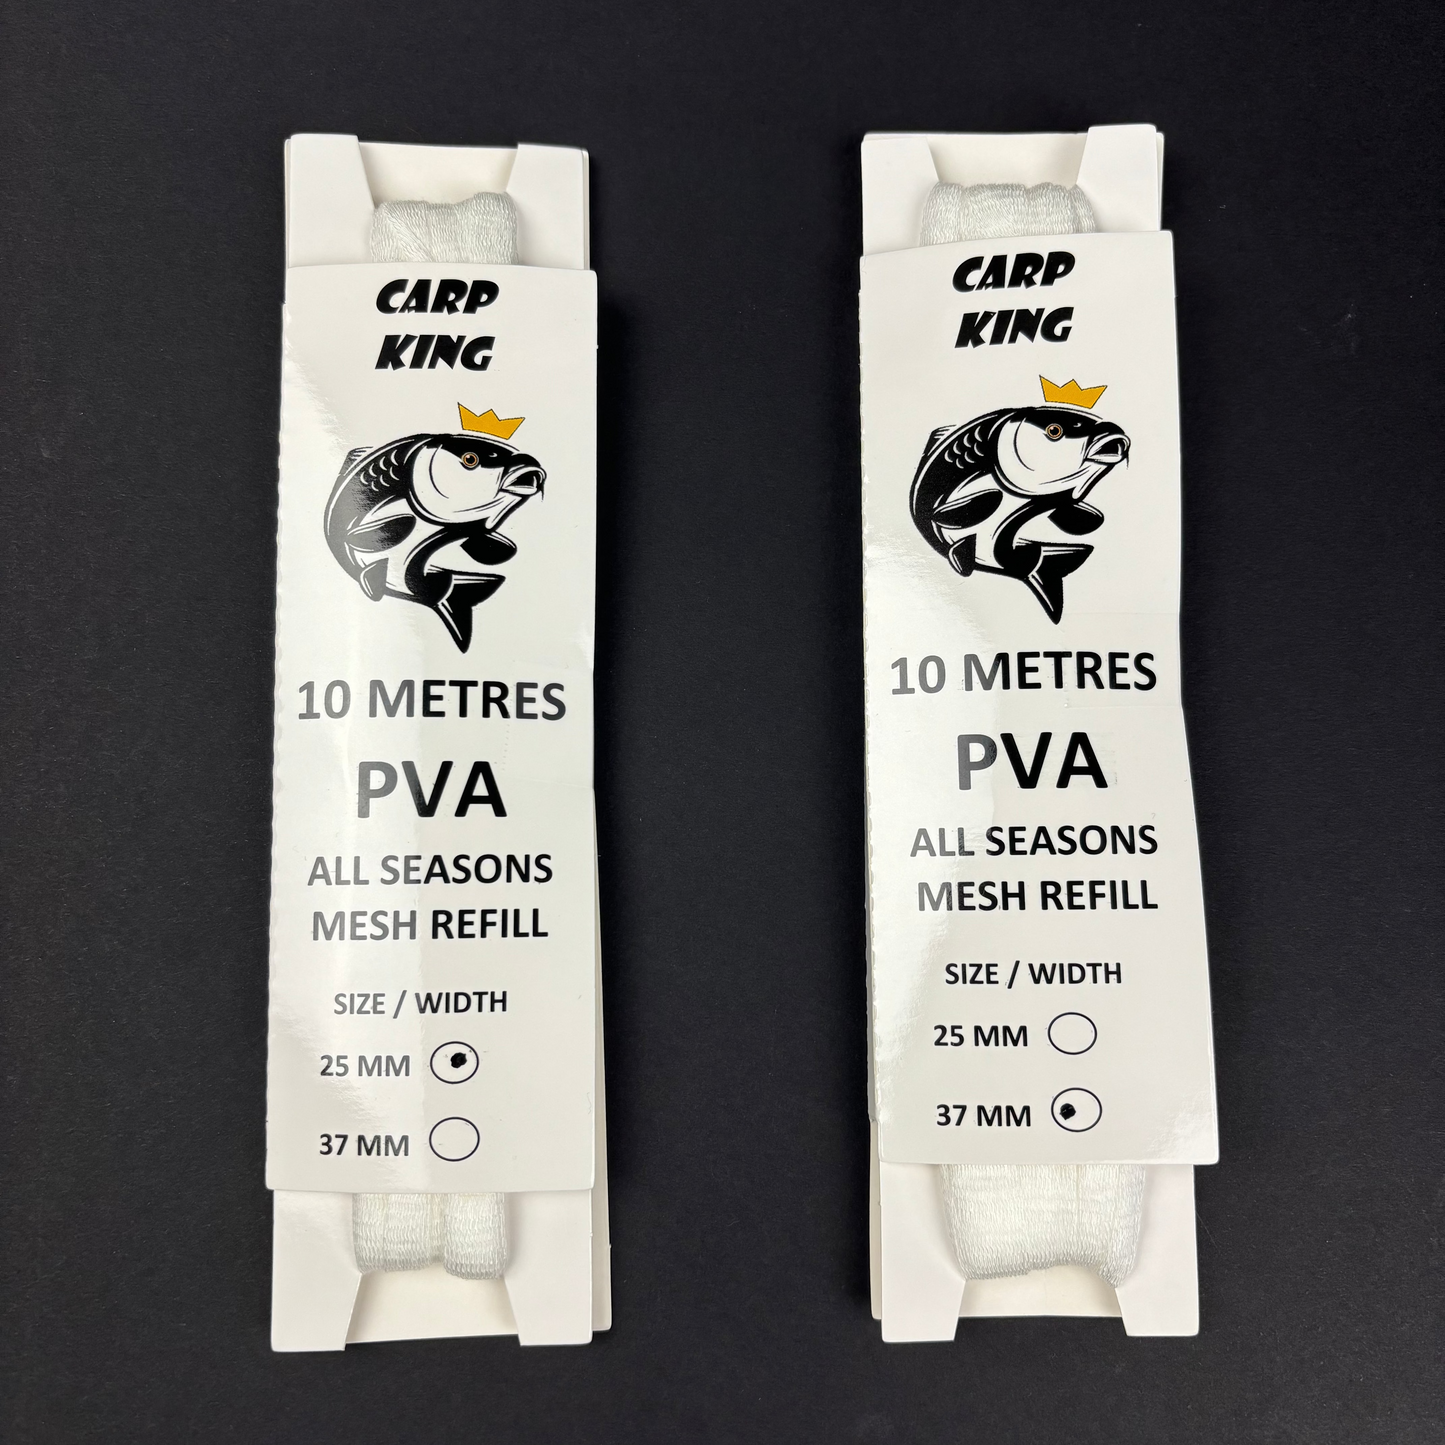 CARP
KING
10 METRES
PVA
ALL SEASONS
MESH REFILL
SIZE / WIDTH
25 MM
37 MM
CARP
KING
10 METRES
PVA
ALL SEASONS
MESH REFILL
SIZE / WIDTH
25 MM
37 MM